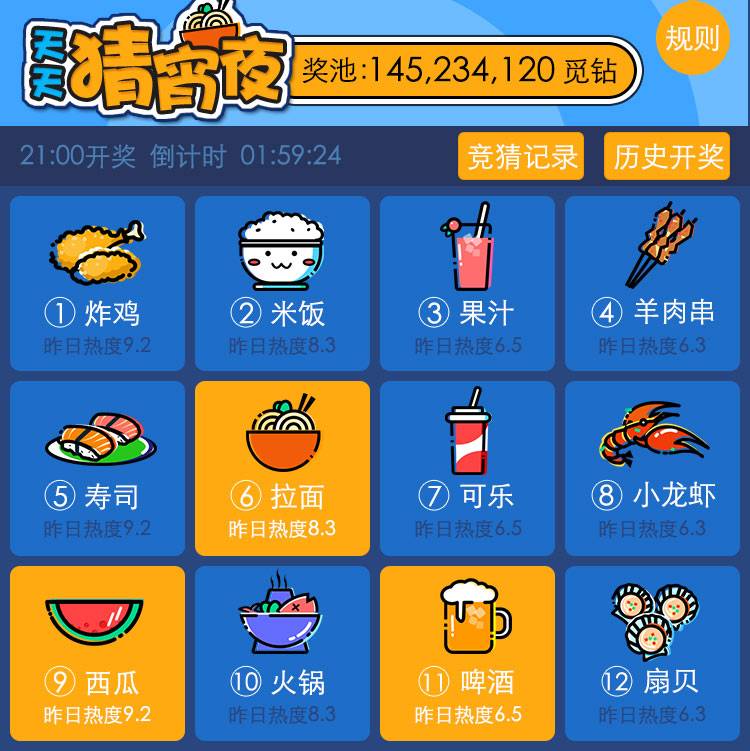 天天猜宵夜
奖池:145,234,120 觅钻
规则
21:00开奖 倒计时 01:59:24
竞猜记录
历史开奖
① 炸鸡
昨日热度9.2
② 米饭
昨日热度8.3
③ 果汁
昨日热度6.5
④ 羊肉串
昨日热度6.3
⑤ 寿司
昨日热度9.2
⑥ 拉面
昨日热度8.3
⑦ 可乐
昨日热度6.5
⑧ 小龙虾
昨日热度6.3
⑨ 西瓜
昨日热度9.2
⑩ 火锅
昨日热度8.3
⑪ 啤酒
昨日热度6.5
⑫ 扇贝
昨日热度6.3